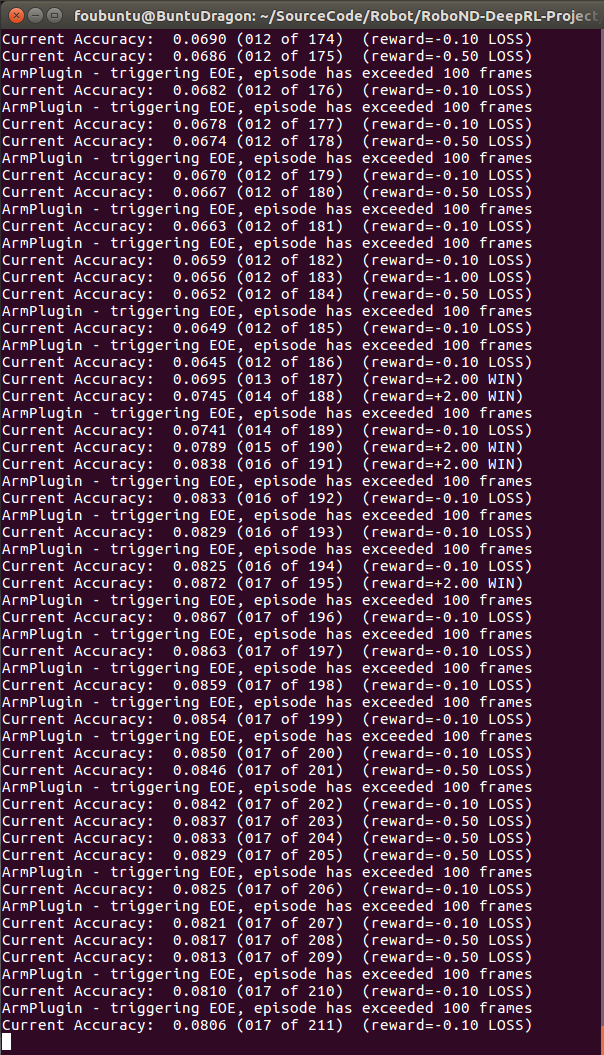 foubuntu@BuntuDragon: ~/SourceCode/Robot/RoboND-DeepRL-Project
Current Accuracy:  0.0690 (012 of 174)  (reward=-0.10 LOSS)
Current Accuracy:  0.0686 (012 of 175)  (reward=-0.50 LOSS)
ArmPlugin - triggering EOE, episode has exceeded 100 frames
Current Accuracy:  0.0682 (012 of 176)  (reward=-0.10 LOSS)
ArmPlugin - triggering EOE, episode has exceeded 100 frames
Current Accuracy:  0.0678 (012 of 177)  (reward=-0.10 LOSS)
Current Accuracy:  0.0674 (012 of 178)  (reward=-0.50 LOSS)
ArmPlugin - triggering EOE, episode has exceeded 100 frames
Current Accuracy:  0.0670 (012 of 179)  (reward=-0.10 LOSS)
Current Accuracy:  0.0667 (012 of 180)  (reward=-0.50 LOSS)
ArmPlugin - triggering EOE, episode has exceeded 100 frames
Current Accuracy:  0.0663 (012 of 181)  (reward=-0.10 LOSS)
ArmPlugin - triggering EOE, episode has exceeded 100 frames
Current Accuracy:  0.0659 (012 of 182)  (reward=-0.10 LOSS)
Current Accuracy:  0.0656 (012 of 183)  (reward=-1.00 LOSS)
Current Accuracy:  0.0652 (012 of 184)  (reward=-0.50 LOSS)
ArmPlugin - triggering EOE, episode has exceeded 100 frames
Current Accuracy:  0.0649 (012 of 185)  (reward=-0.10 LOSS)
ArmPlugin - triggering EOE, episode has exceeded 100 frames
Current Accuracy:  0.0645 (012 of 186)  (reward=-0.10 LOSS)
Current Accuracy:  0.0695 (013 of 187)  (reward=+2.00 WIN)
Current Accuracy:  0.0745 (014 of 188)  (reward=+2.00 WIN)
ArmPlugin - triggering EOE, episode has exceeded 100 frames
Current Accuracy:  0.0741 (014 of 189)  (reward=-0.10 LOSS)
Current Accuracy:  0.0789 (015 of 190)  (reward=+2.00 WIN)
Current Accuracy:  0.0838 (016 of 191)  (reward=+2.00 WIN)
ArmPlugin - triggering EOE, episode has exceeded 100 frames
Current Accuracy:  0.0833 (016 of 192)  (reward=-0.10 LOSS)
ArmPlugin - triggering EOE, episode has exceeded 100 frames
Current Accuracy:  0.0829 (016 of 193)  (reward=-0.10 LOSS)
ArmPlugin - triggering EOE, episode has exceeded 100 frames
Current Accuracy:  0.0825 (016 of 194)  (reward=-0.10 LOSS)
Current Accuracy:  0.0872 (017 of 195)  (reward=+2.00 WIN)
ArmPlugin - triggering EOE, episode has exceeded 100 frames
Current Accuracy:  0.0867 (017 of 196)  (reward=-0.10 LOSS)
ArmPlugin - triggering EOE, episode has exceeded 100 frames
Current Accuracy:  0.0863 (017 of 197)  (reward=-0.10 LOSS)
ArmPlugin - triggering EOE, episode has exceeded 100 frames
Current Accuracy:  0.0859 (017 of 198)  (reward=-0.10 LOSS)
ArmPlugin - triggering EOE, episode has exceeded 100 frames
Current Accuracy:  0.0854 (017 of 199)  (reward=-0.10 LOSS)
ArmPlugin - triggering EOE, episode has exceeded 100 frames
Current Accuracy:  0.0850 (017 of 200)  (reward=-0.10 LOSS)
Current Accuracy:  0.0846 (017 of 201)  (reward=-0.50 LOSS)
ArmPlugin - triggering EOE, episode has exceeded 100 frames
Current Accuracy:  0.0842 (017 of 202)  (reward=-0.10 LOSS)
Current Accuracy:  0.0837 (017 of 203)  (reward=-0.50 LOSS)
Current Accuracy:  0.0833 (017 of 204)  (reward=-0.50 LOSS)
Current Accuracy:  0.0829 (017 of 205)  (reward=-0.50 LOSS)
ArmPlugin - triggering EOE, episode has exceeded 100 frames
Current Accuracy:  0.0825 (017 of 206)  (reward=-0.10 LOSS)
ArmPlugin - triggering EOE, episode has exceeded 100 frames
Current Accuracy:  0.0821 (017 of 207)  (reward=-0.10 LOSS)
Current Accuracy:  0.0817 (017 of 208)  (reward=-0.50 LOSS)
Current Accuracy:  0.0813 (017 of 209)  (reward=-0.50 LOSS)
ArmPlugin - triggering EOE, episode has exceeded 100 frames
Current Accuracy:  0.0810 (017 of 210)  (reward=-0.10 LOSS)
ArmPlugin - triggering EOE, episode has exceeded 100 frames
Current Accuracy:  0.0806 (017 of 211)  (reward=-0.10 LOSS)